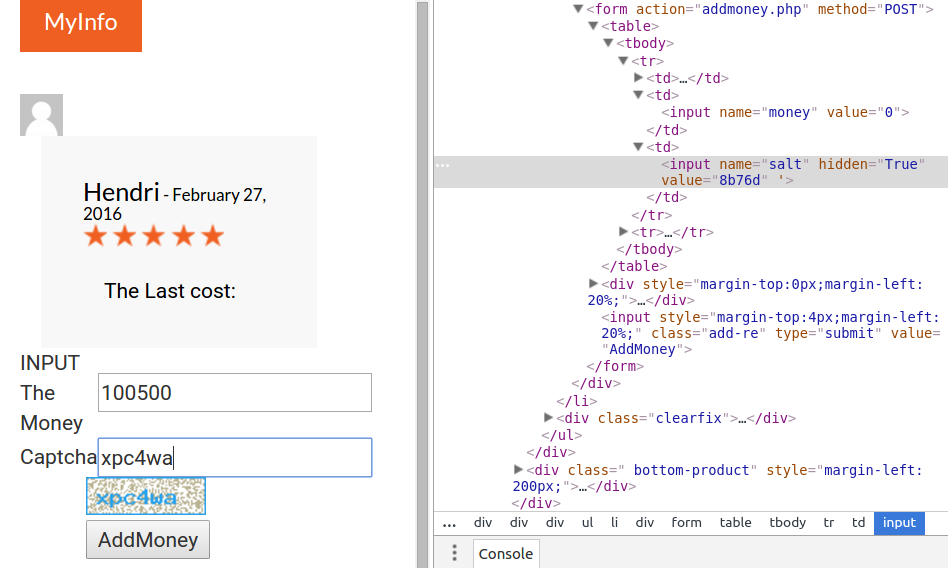 MyInfo
Hendri - February 27,
2016
The Last cost:
INPUT
The
Money
100500
Captcha
xpc4wa
xpc4wa
AddMoney
▼<form action="addmoney.php" method="POST">
▼<table>
▼<tbody>
▼<tr>
▶<td>…</td>
▼<td>
<input name="money" value="0">
</td>
▼<td>
...
<input name="salt" hidden="True"
value="8b76d" '>
</td>
</tr>
▶<tr>…</tr>
</tbody>
</table>
▶<div style="margin-top:0px;margin-left:
20%;">…</div>
<input style="margin-top:4px;margin-left:
20%;" class="add-re" type="submit" value=
"AddMoney">
</form>
</div>
</li>
▶<div class="clearfix">…</div>
</ul>
</div>
▶<div class=" bottom-product" style="margin-left:
200px;">…</div>
</div>
... div div div ul li div form table tbody tr td input
Console